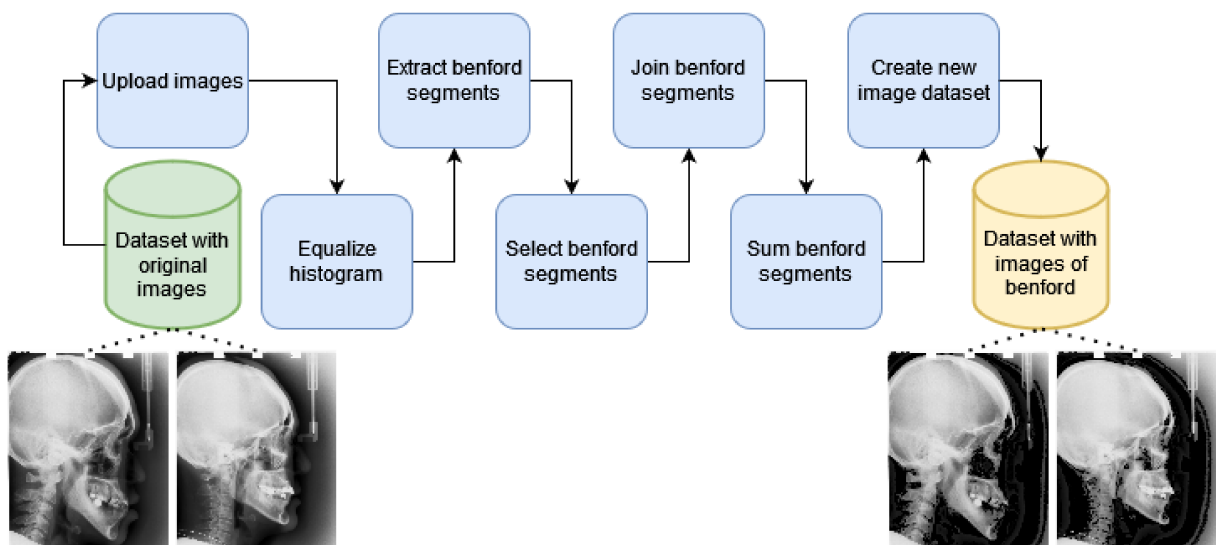 Upload images
Extract benford
segments
Join benford
segments
Create new
image dataset
Dataset with
original
images
Equalize
histogram
Select benford
segments
Sum benford
segments
Dataset with
images of
benford